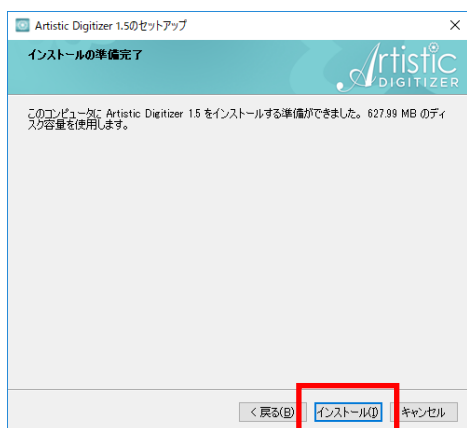 Artistic Digitizer 1.5のセットアップ
インストールの準備完了
Artistic
DIGITIZER
このコンピュータに Artistic Digitizer 1.5 をインストールする準備ができました。 627.99 MB のディ
スク容量を使用します。
< 戻る(B)
インストール(I)
キャンセル